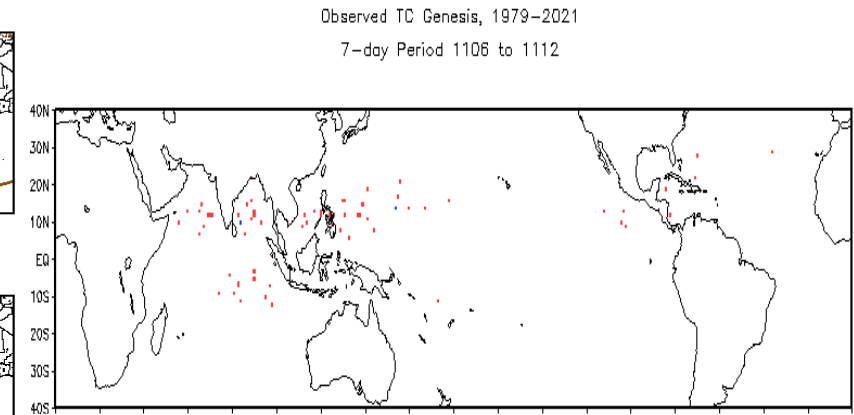 Observed TC Genesis, 1979-2021
7-day Period 1106 to 1112
40N
30N
20N
10N
EQ
10S
20S
30S
40S